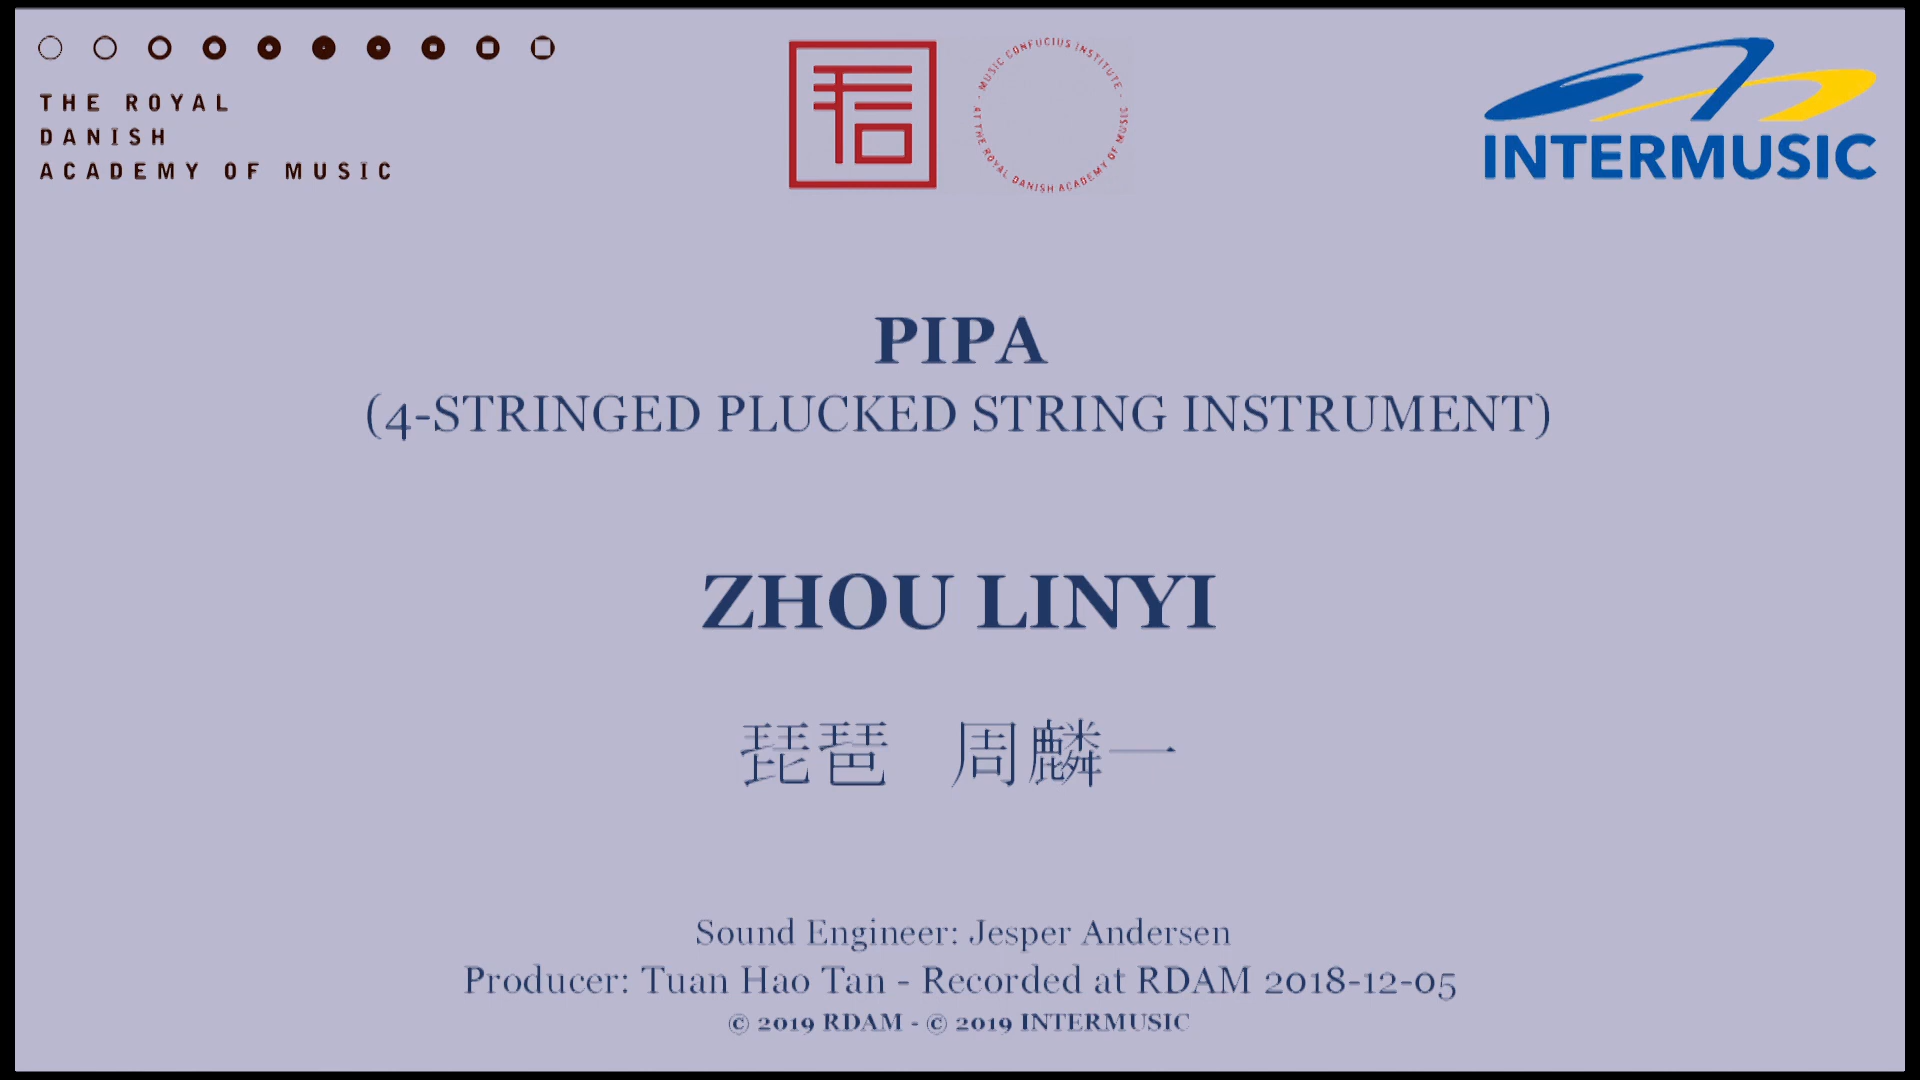 THE ROYAL
DANISH
ACADEMY OF MUSIC
· MUSIC CONFUCIUS INSTITUTE ·
AT THE ROYAL DANISH ACADEMY OF MUSIC
INTERMUSIC
PIPA
(4-STRINGED PLUCKED STRING INSTRUMENT)
ZHOU LINYI
琵琶 周麟一
Sound Engineer: Jesper Andersen
Producer: Tuan Hao Tan - Recorded at RDAM 2018-12-05
© 2019 RDAM - © 2019 INTERMUSIC